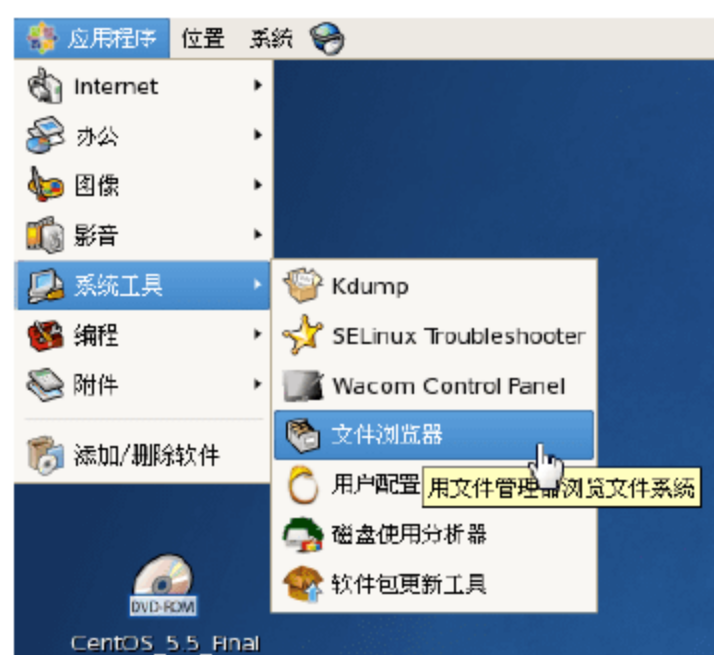 应用程序 位置 系统
Internet
办公
图像
影音
系统工具
编程
附件
添加/删除软件
Kdump
SELinux Troubleshooter
Wacom Control Panel
文件浏览器
用户配置
用文件管理器浏览文件系统
磁盘使用分析器
软件包更新工具
DVD-ROM
CentOS_5.5_Final